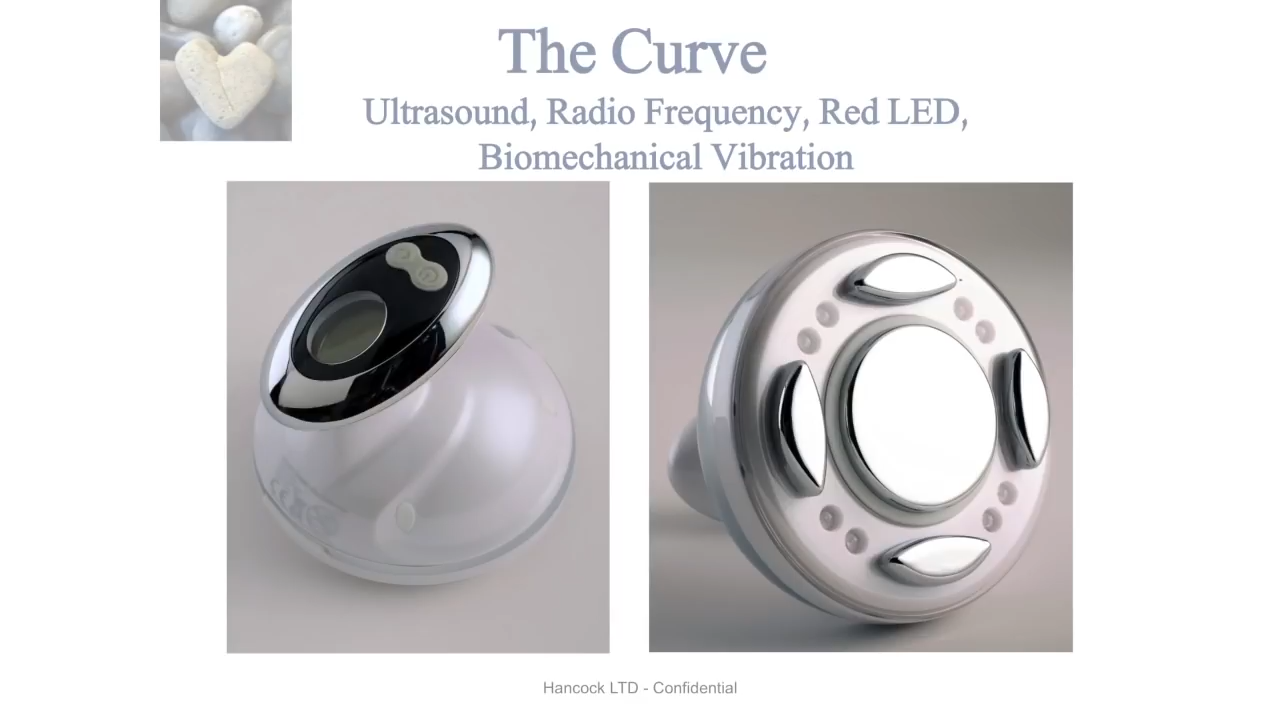 The Curve
Ultrasound, Radio Frequency, Red LED,
Biomechanical Vibration
Hancock LTD - Confidential